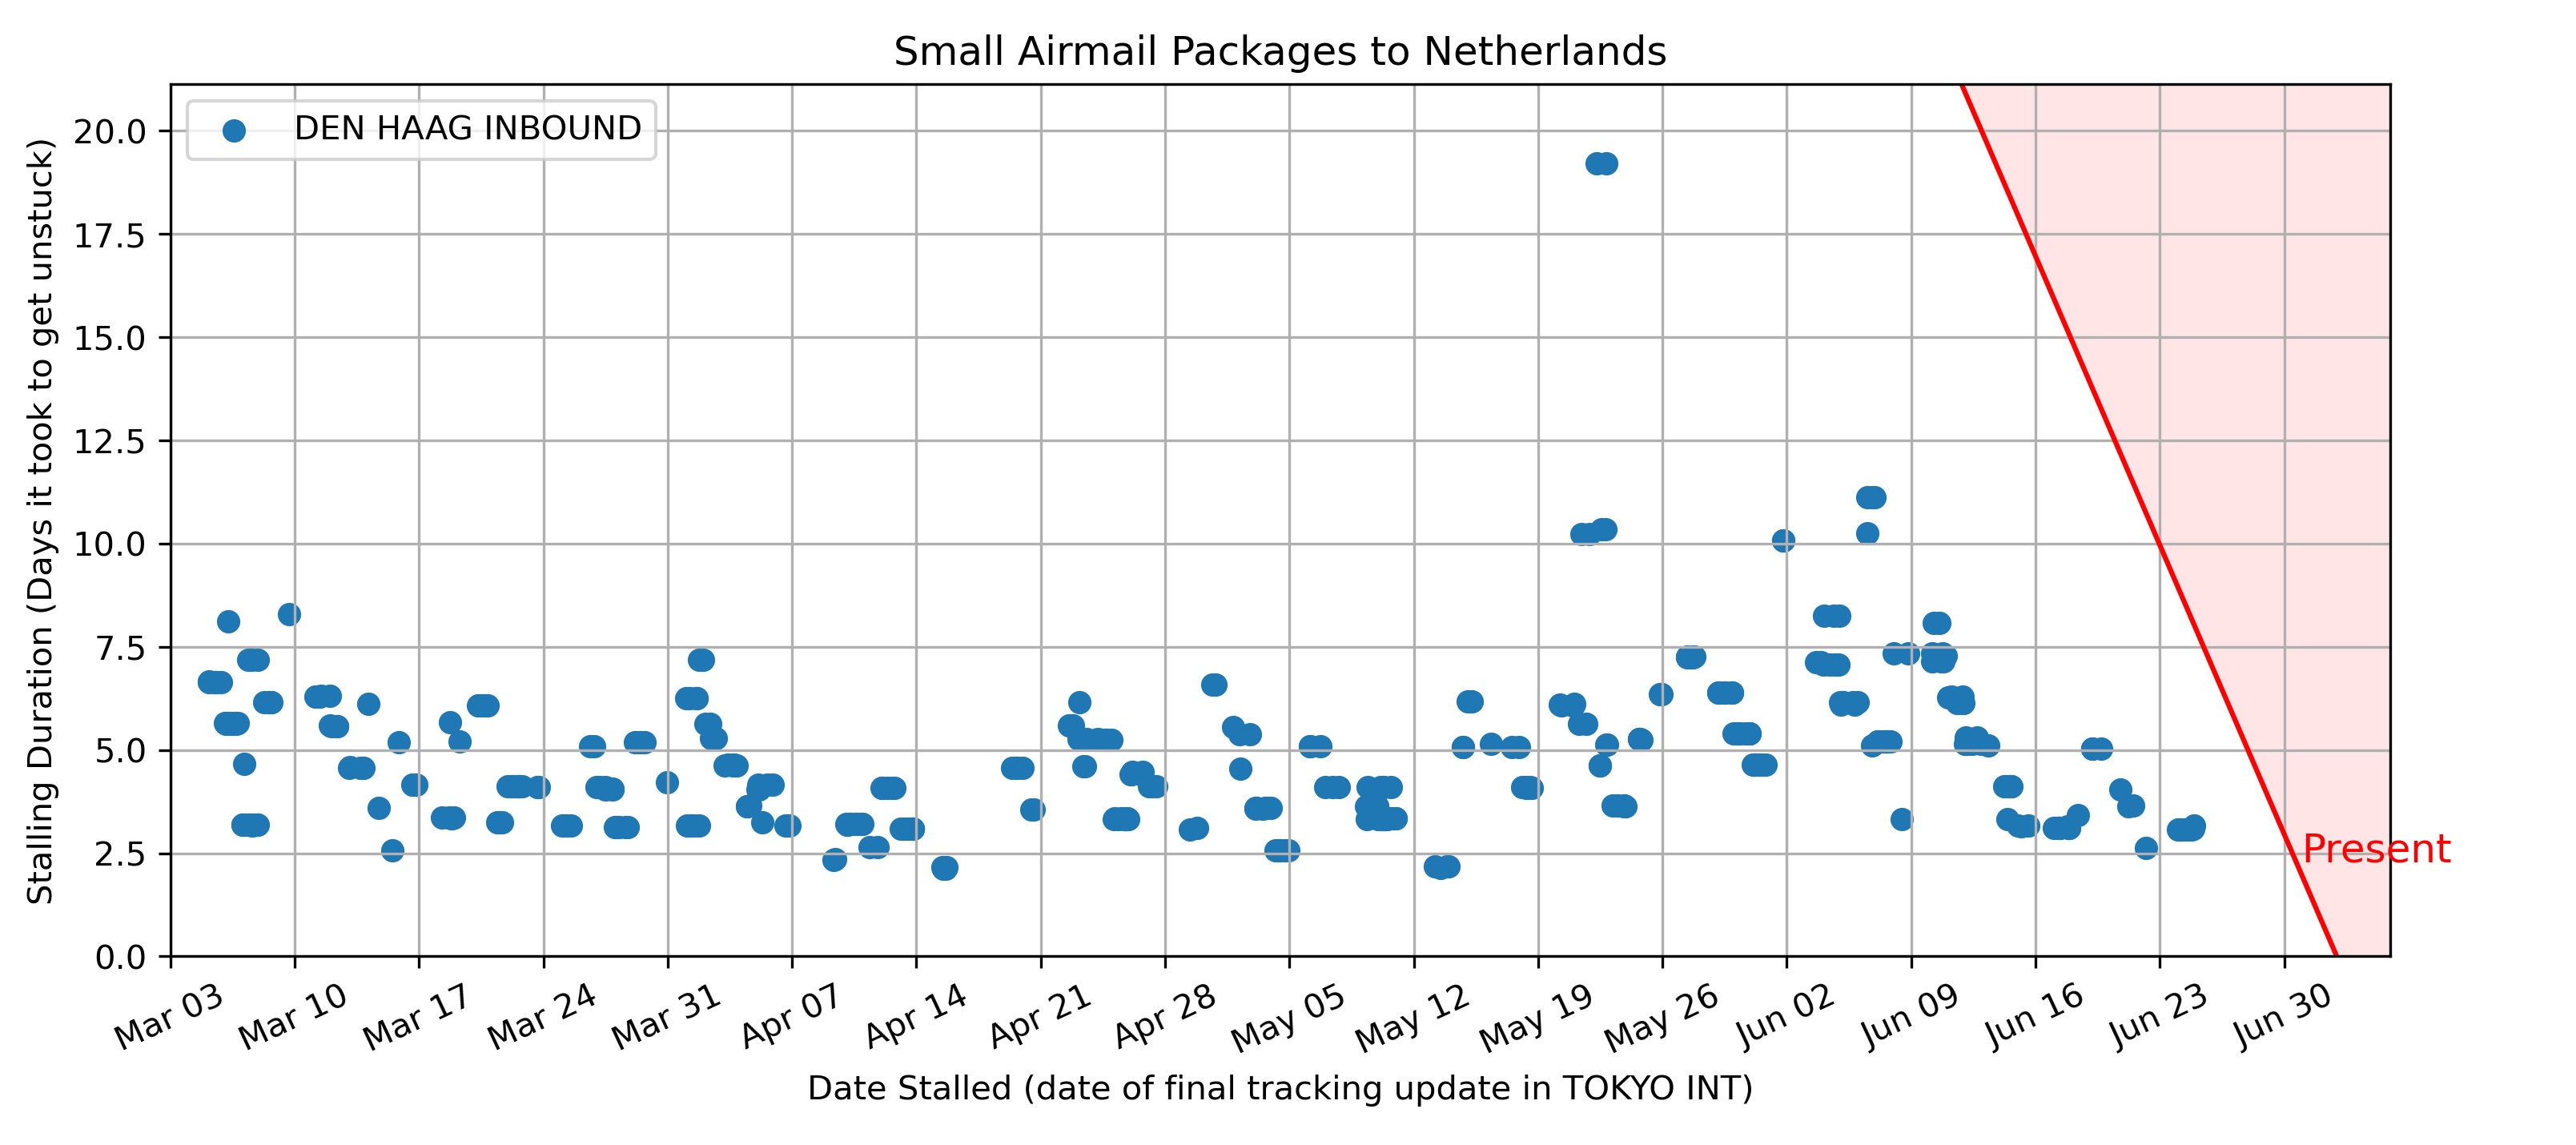 Small Airmail Packages to Netherlands
DEN HAAG INBOUND
Stalling Duration (Days it took to get unstuck)
20.0
17.5
15.0
12.5
10.0
7.5
5.0
2.5
0.0
Present
Mar 03
Mar 10
Mar 17
Mar 24
Mar 31
Apr 07
Apr 14
Apr 21
Apr 28
May 05
May 12
May 19
May 26
Jun 02
Jun 09
Jun 16
Jun 23
Jun 30
Date Stalled (date of final tracking update in TOKYO INT)